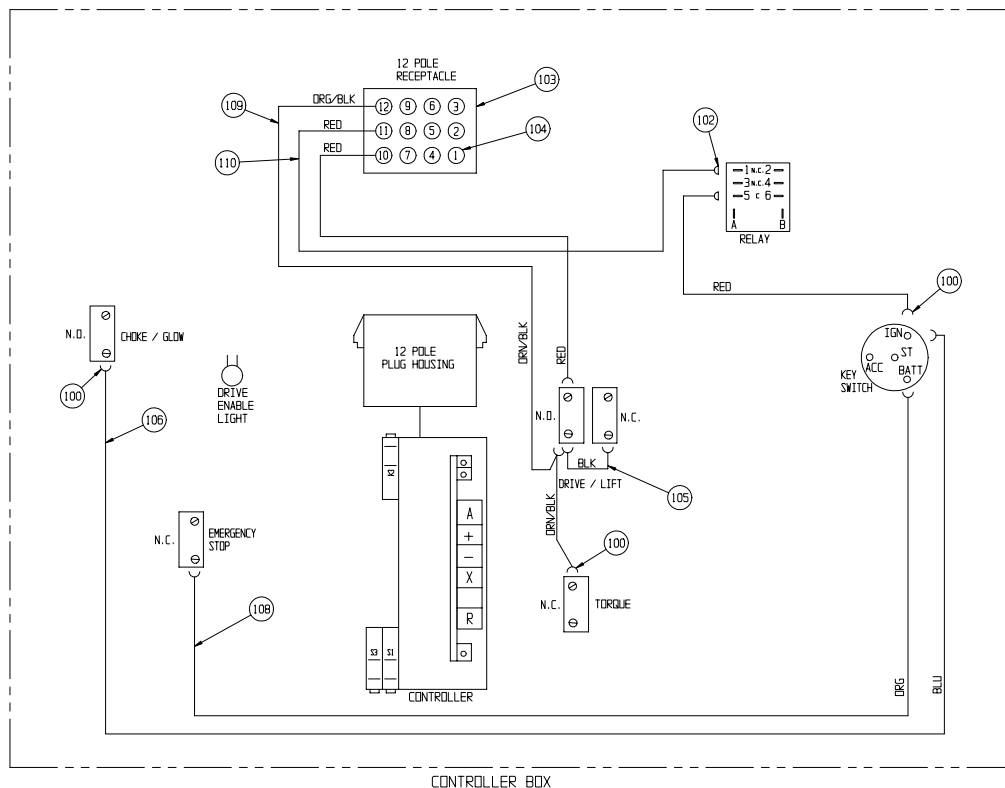 12 POLE
RECEPTACLE
103
109
ORG/BLK
12 9 6 3
RED
11 8 5 2
104
RED
10 7 4 1
110
102
1 N.C. 2
3 N.C. 4
5 C 6
A B
RELAY
RED
100
N.O.
CHOKE / GLOW
100
12 POLE
PLUG HOUSING
DRIVE
ENABLE
LIGHT
ORN/BLK
RED
IGN
ST
ACC
BATT
KEY
SWITCH
106
N.O.
N.C.
BLK
DRIVE / LIFT
105
S2
A
+
-
X
R
ORN/BLK
N.C.
EMERGENCY
STOP
100
N.C.
TORQUE
108
S3 S1
CONTROLLER
ORG
BLU
CONTROLLER BOX